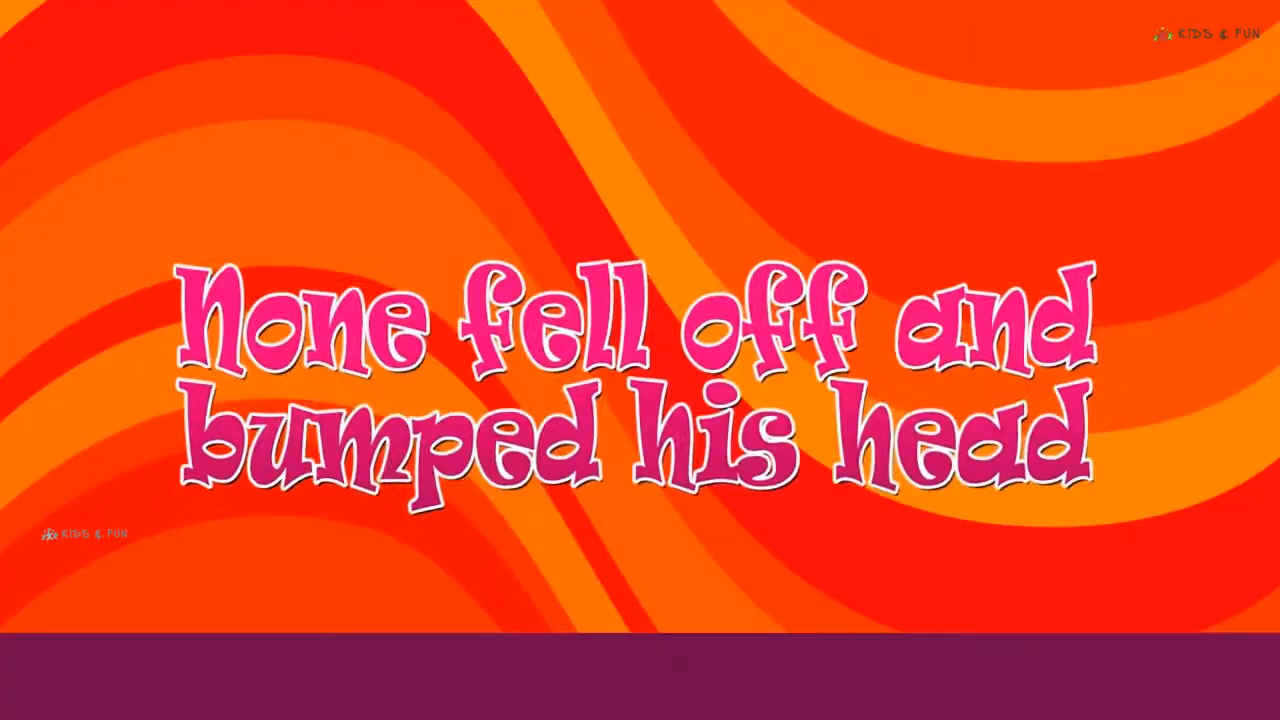 KIDS & FUN
None fell off and
bumped his head
KIDS & FUN